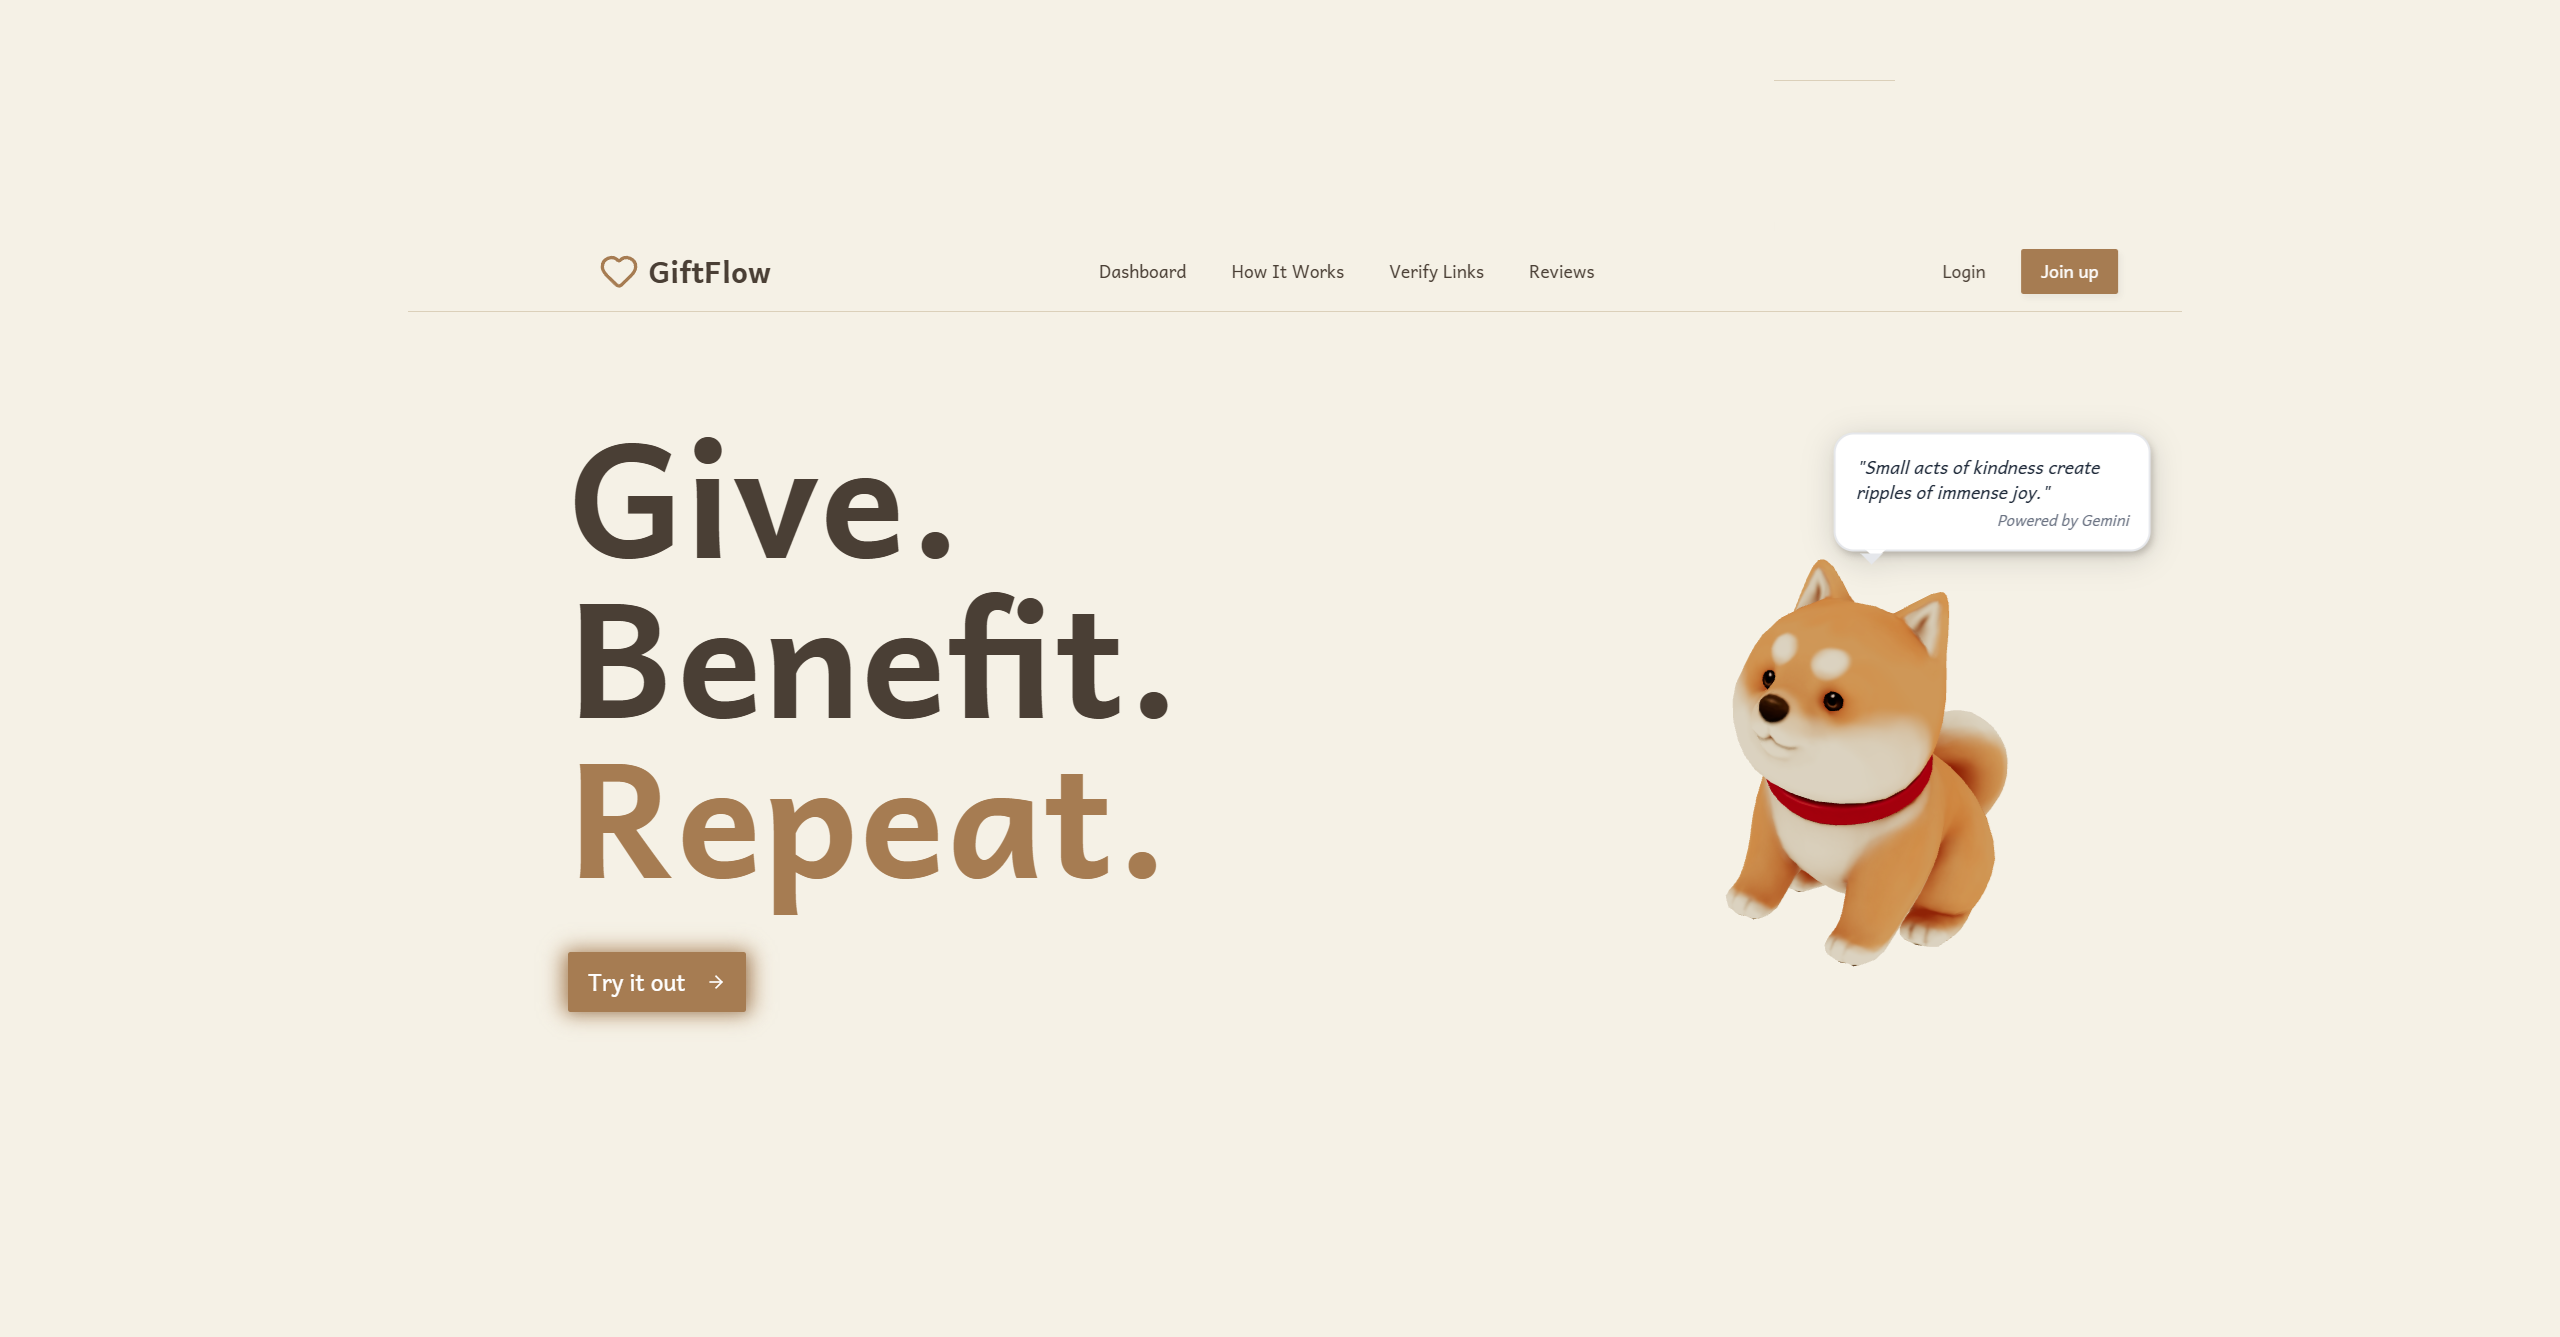 GiftFlow
Dashboard
How It Works
Verify Links
Reviews
Login
Join up
Give.
Benefit.
Repeat.
"Small acts of kindness create
ripples of immense joy."
Powered by Gemini
Try it out